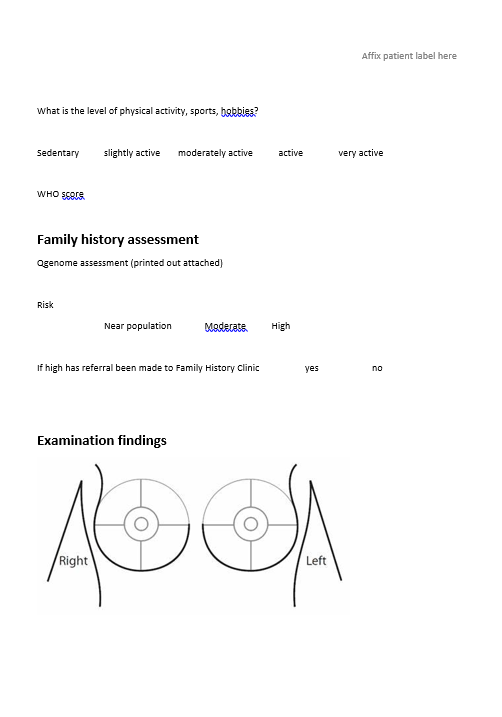 Affix patient label here
What is the level of physical activity, sports, hobbies?
Sedentary slightly active moderately active active very active
WHO score
Family history assessment
Qgenome assessment (printed out attached)
Risk
Near population Moderate High
If high has referral been made to Family History Clinic yes no
Examination findings
Right Left